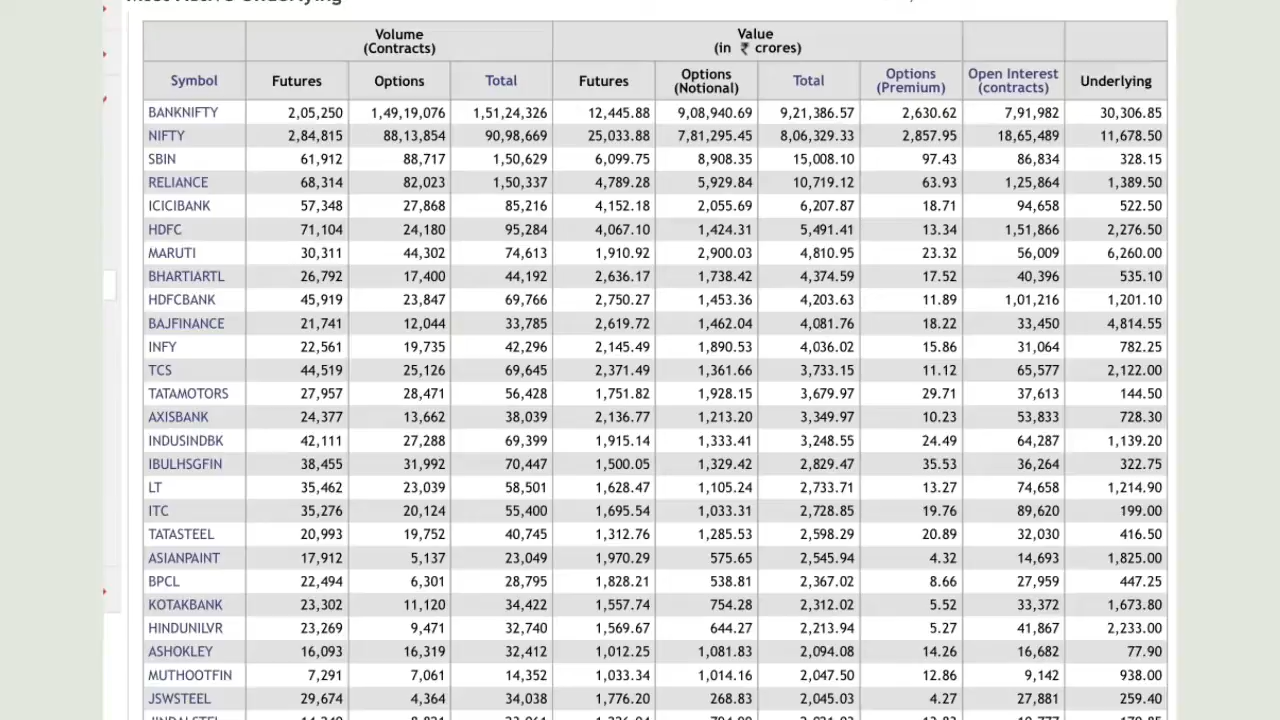 Most Active Underlying
Volume (Contracts) Value (in ₹ crores)
Symbol Futures Options Total Futures Options (Notional) Total Options (Premium) Open Interest (contracts) Underlying
BANKNIFTY 2,05,250 1,49,19,076 1,51,24,326 12,445.88 9,08,940.69 9,21,386.57 2,630.62 7,91,982 30,306.85
NIFTY 2,84,815 88,13,854 90,98,669 25,033.88 7,81,295.45 8,06,329.33 2,857.95 18,65,489 11,678.50
SBIN 61,912 88,717 1,50,629 6,099.75 8,908.35 15,008.10 97.43 86,834 328.15
RELIANCE 68,314 82,023 1,50,337 4,789.28 5,929.84 10,719.12 63.93 1,25,864 1,389.50
ICICIBANK 57,348 27,868 85,216 4,152.18 2,055.69 6,207.87 18.71 94,658 522.50
HDFC 71,104 24,180 95,284 4,067.10 1,424.31 5,491.41 13.34 1,51,866 2,276.50
MARUTI 30,311 44,302 74,613 1,910.92 2,900.03 4,810.95 23.32 56,009 6,260.00
BHARTIARTL 26,792 17,400 44,192 2,636.17 1,738.42 4,374.59 17.52 40,396 535.10
HDFCBANK 45,919 23,847 69,766 2,750.27 1,453.36 4,203.63 11.89 1,01,216 1,201.10
BAJFINANCE 21,741 12,044 33,785 2,619.72 1,462.04 4,081.76 18.22 33,450 4,814.55
INFY 22,561 19,735 42,296 2,145.49 1,890.53 4,036.02 15.86 31,064 782.25
TCS 44,519 25,126 69,645 2,371.49 1,361.66 3,733.15 11.12 65,577 2,122.00
TATAMOTORS 27,957 28,471 56,428 1,751.82 1,928.15 3,679.97 29.71 37,613 144.50
AXISBANK 24,377 13,662 38,039 2,136.77 1,213.20 3,349.97 10.23 53,833 728.30
INDUSINDBK 42,111 27,288 69,399 1,915.14 1,333.41 3,248.55 24.49 64,287 1,139.20
IBULHSGFIN 38,455 31,992 70,447 1,500.05 1,329.42 2,829.47 35.53 36,264 322.75
LT 35,462 23,039 58,501 1,628.47 1,105.24 2,733.71 13.27 74,658 1,214.90
ITC 35,276 20,124 55,400 1,695.54 1,033.31 2,728.85 19.76 89,620 199.00
TATASTEEL 20,993 19,752 40,745 1,312.76 1,285.53 2,598.29 20.89 32,030 416.50
ASIANPAINT 17,912 5,137 23,049 1,970.29 575.65 2,545.94 4.32 14,693 1,825.00
BPCL 22,494 6,301 28,795 1,828.21 538.81 2,367.02 8.66 27,959 447.25
KOTAKBANK 23,302 11,120 34,422 1,557.74 754.28 2,312.02 5.52 33,372 1,673.80
HINDUNILVR 23,269 9,471 32,740 1,569.67 644.27 2,213.94 5.27 41,867 2,233.00
ASHOKLEY 16,093 16,319 32,412 1,012.25 1,081.83 2,094.08 14.26 16,682 77.90
MUTHOOTFIN 7,291 7,061 14,352 1,033.34 1,014.16 2,047.50 12.86 9,142 938.00
JSWSTEEL 29,674 4,364 34,038 1,776.20 268.83 2,045.03 4.27 27,881 259.40